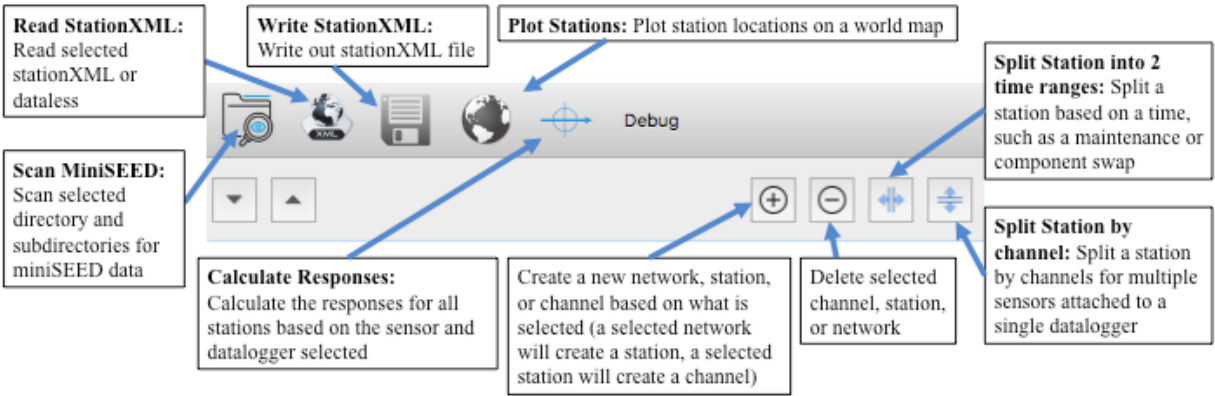 Read StationXML:
Read selected
stationXML or
dataless
Write StationXML:
Write out stationXML file
Plot Stations: Plot station locations on a world map
Split Station into 2
time ranges: Split a
station based on a time,
such as a maintenance or
component swap
XML
Debug
Scan MiniSEED:
Scan selected
directory and
subdirectories for
miniSEED data
Calculate Responses:
Calculate the responses for all
stations based on the sensor and
datalogger selected
Create a new network, station,
or channel based on what is
selected (a selected network
will create a station, a selected
station will create a channel)
Delete selected
channel, station,
or network
Split Station by
channel: Split a station
by channels for multiple
sensors attached to a
single datalogger